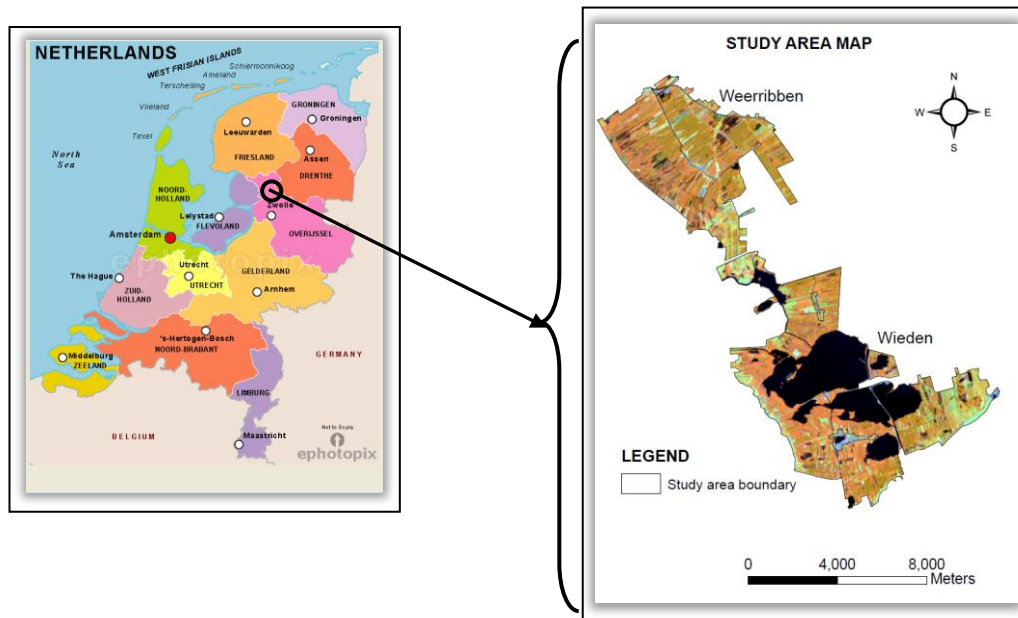 NETHERLANDS
WEST FRISIAN ISLANDS
Schiermonnikoog
Ameland
Terschelling
Vlieland
Texel
North
Sea
GRONINGEN
Groningen
Leeuwarden
FRIESLAND
Assen
DRENTHE
NOORD-
HOLLAND
Lelystad
FLEVOLAND
Zwolle
OVERIJSSEL
Amsterdam
ephotopix
Utrecht
UTRECHT
GELDERLAND
Arnhem
The Hague
ZUID-
HOLLAND
's-Hertogen-Bosch
NOORD-BRABANT
Middelburg
ZEELAND
GERMANY
LIMBURG
BELGIUM
Maastricht
Not to Scale
ephotopix
STUDY AREA MAP
Weerribben
N
W E
S
Wieden
LEGEND
Study area boundary
0 4,000 8,000
Meters